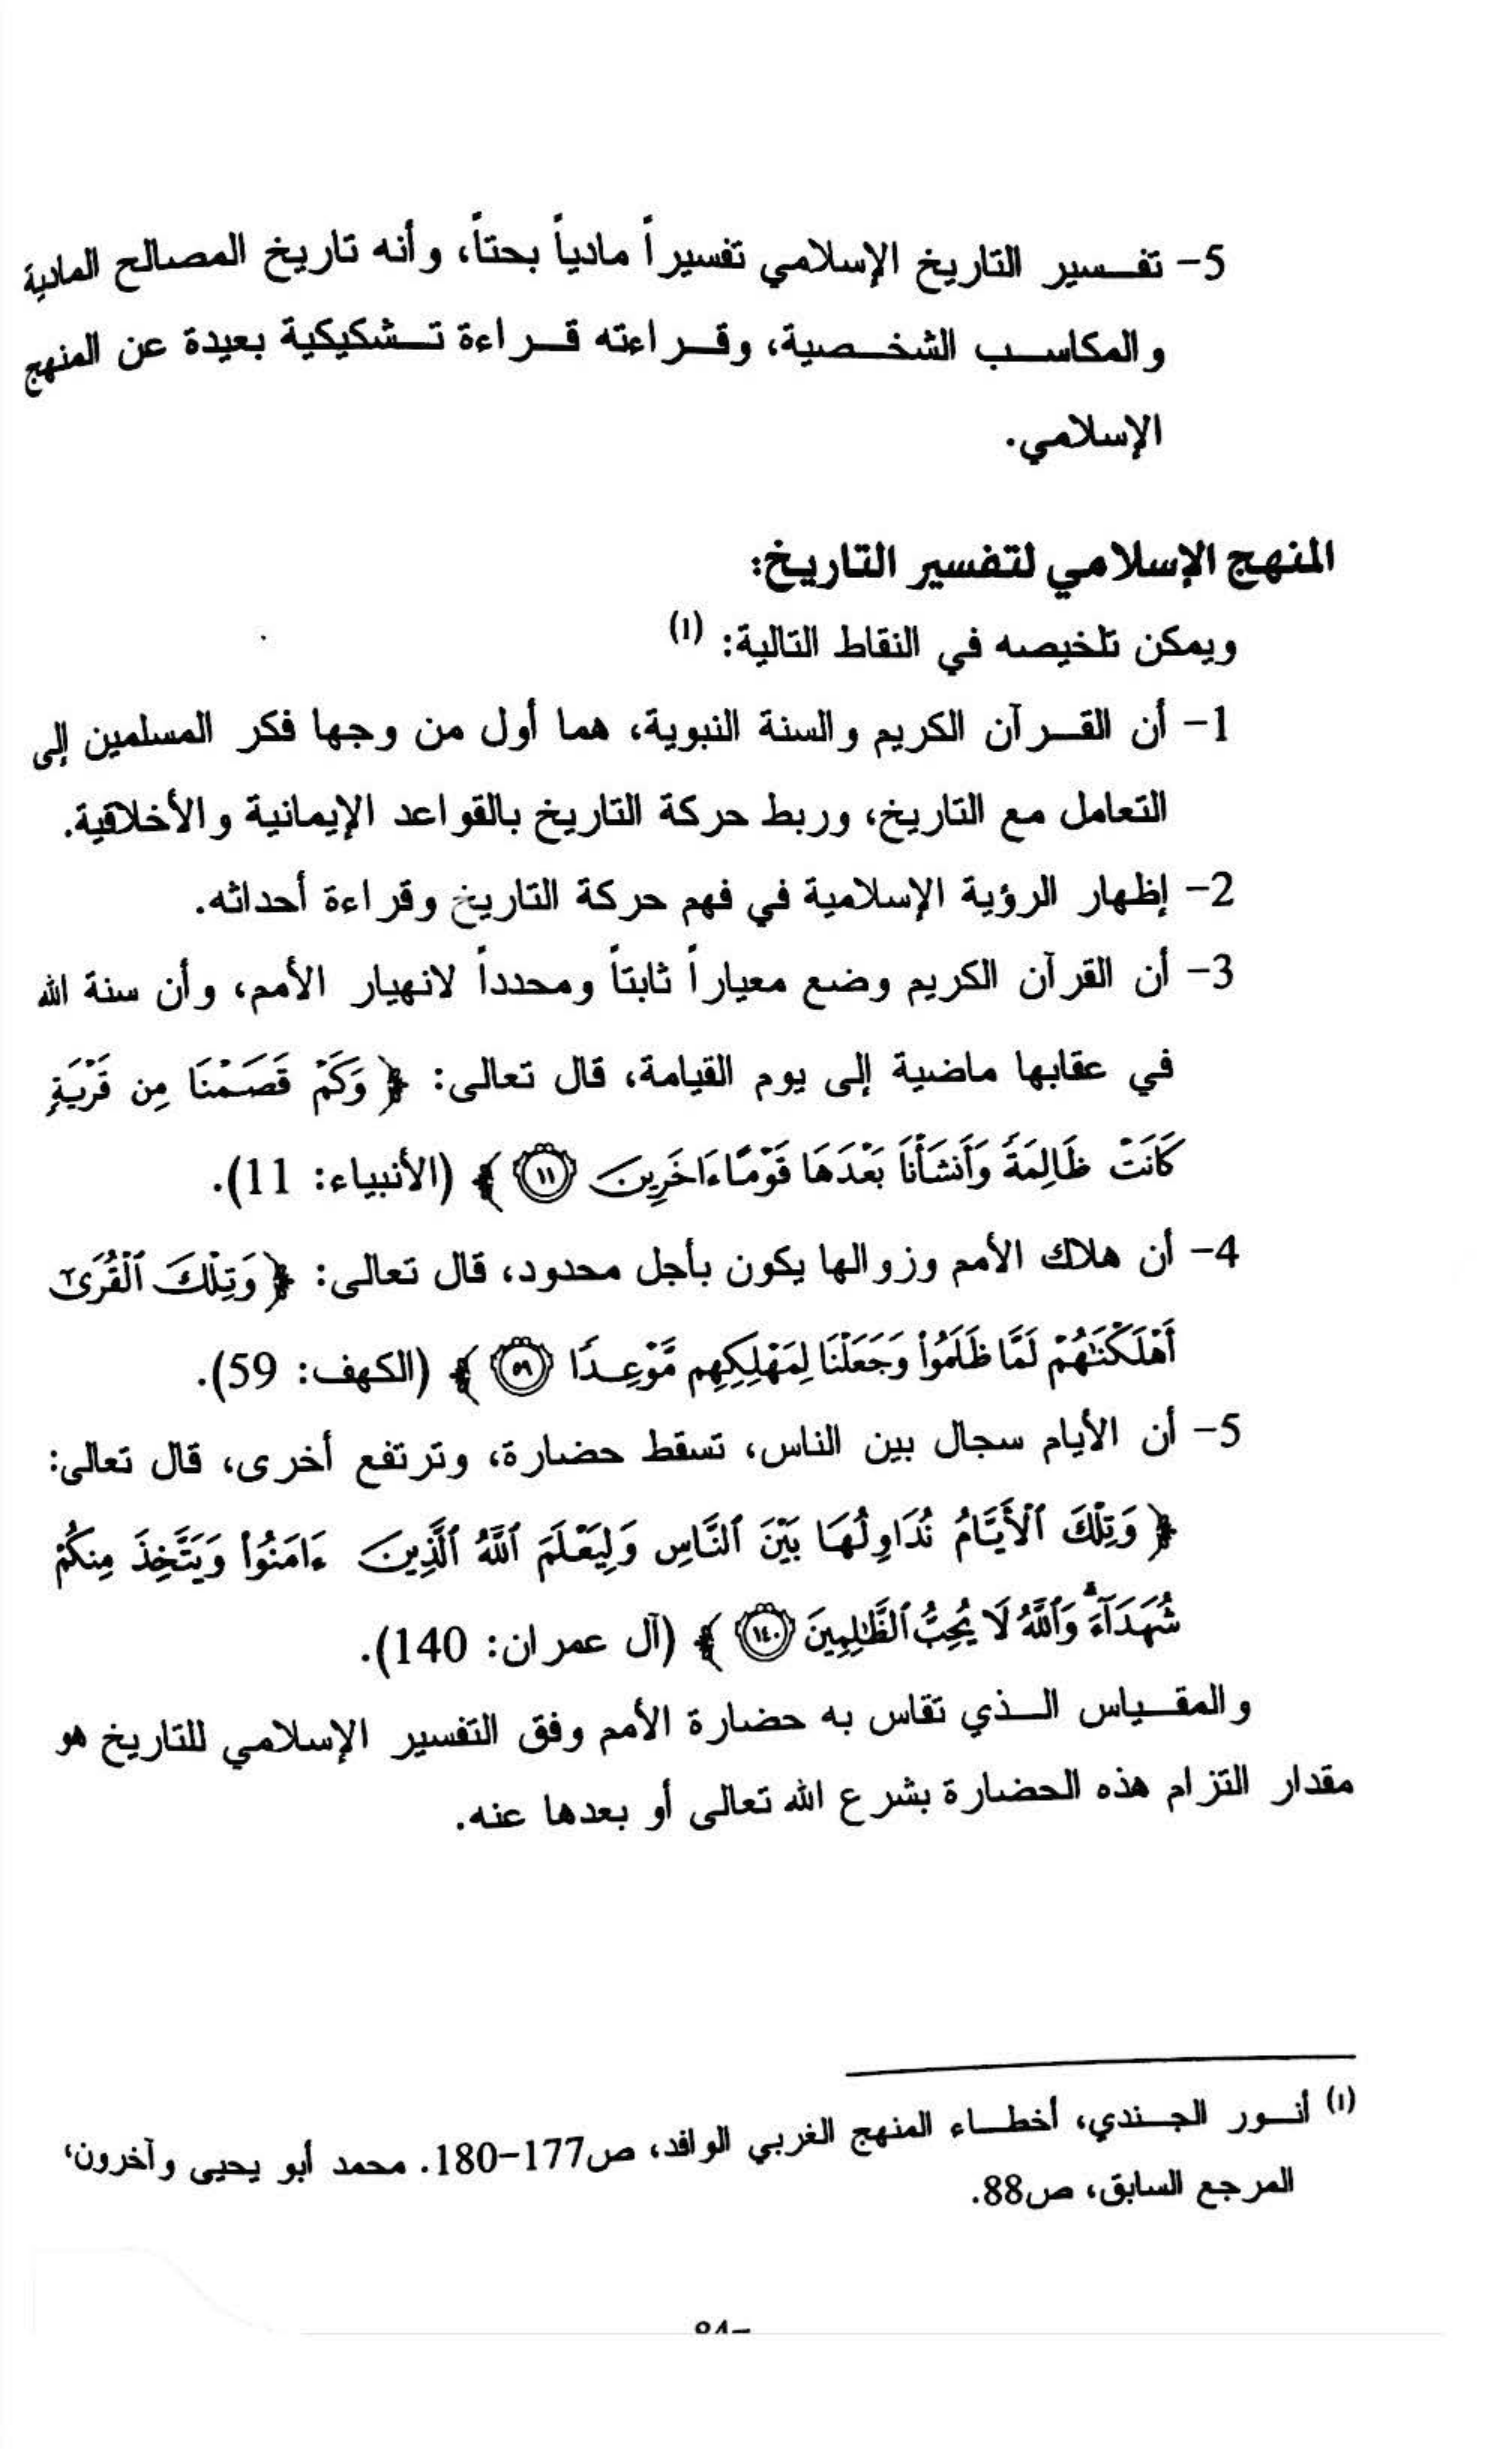 5- تفسير التاريخ الإسلامي تفسيراً مادياً بحتاً، وأنه تاريخ المصالح المادية
والمكاسب الشخصية، وقراءته قراءة تشكيكية بعيدة عن المنهج
الإسلامي.
المنهج الإسلامي لتفسير التاريخ:
ويمكن تلخيصه في النقاط التالية: (١)
1- أن القرآن الكريم والسنة النبوية، هما أول من وجها فكر المسلمين إلى
التعامل مع التاريخ، وربط حركة التاريخ بالقواعد الإيمانية والأخلاقية.
2- إظهار الرؤية الإسلامية في فهم حركة التاريخ وقراءة أحداثه.
3- أن القرآن الكريم وضع معياراً ثابتاً ومحدداً لانهيار الأمم، وأن سنة الله
في عقابها ماضية إلى يوم القيامة، قال تعالى: ﴿ وَكَمْ قَصَمْنَا مِن قَرْيَةٍ
كَانَتْ ظَالِمَةً وَأَنشَأْنَا بَعْدَهَا قَوْمًا ءَاخَرِينَ ١١ ﴾ (الأنبياء: 11).
4- أن هلاك الأمم وزوالها يكون بأجل محدود، قال تعالى: ﴿ وَتِلْكَ ٱلْقُرَىٰٓ
أَهْلَكْنَٰهُمْ لَمَّا ظَلَمُوا۟ وَجَعَلْنَا لِمَهْلِكِهِم مَّوْعِدًا ٥٩ ﴾ (الكهف: 59).
5- أن الأيام سجال بين الناس، تسقط حضارة، وترتفع أخرى، قال تعالى:
﴿ وَتِلْكَ ٱلْأَيَّامُ نُدَاوِلُهَا بَيْنَ ٱلنَّاسِ وَلِيَعْلَمَ ٱللَّهُ ٱلَّذِينَ ءَامَنُوا۟ وَيَتَّخِذَ مِنكُمْ
شُهَدَآءَ ۗ وَٱللَّهُ لَا يُحِبُّ ٱلظَّٰلِمِينَ ١٤٠ ﴾ (آل عمران: 140).
والمقياس الذي تقاس به حضارة الأمم وفق التفسير الإسلامي للتاريخ هو
مقدار التزام هذه الحضارة بشرع الله تعالى أو بعدها عنه.
(١) أنور الجندي، أخطاء المنهج الغربي الوافد، ص177-180. محمد أبو يحيى وآخرون،
المرجع السابق، ص88.